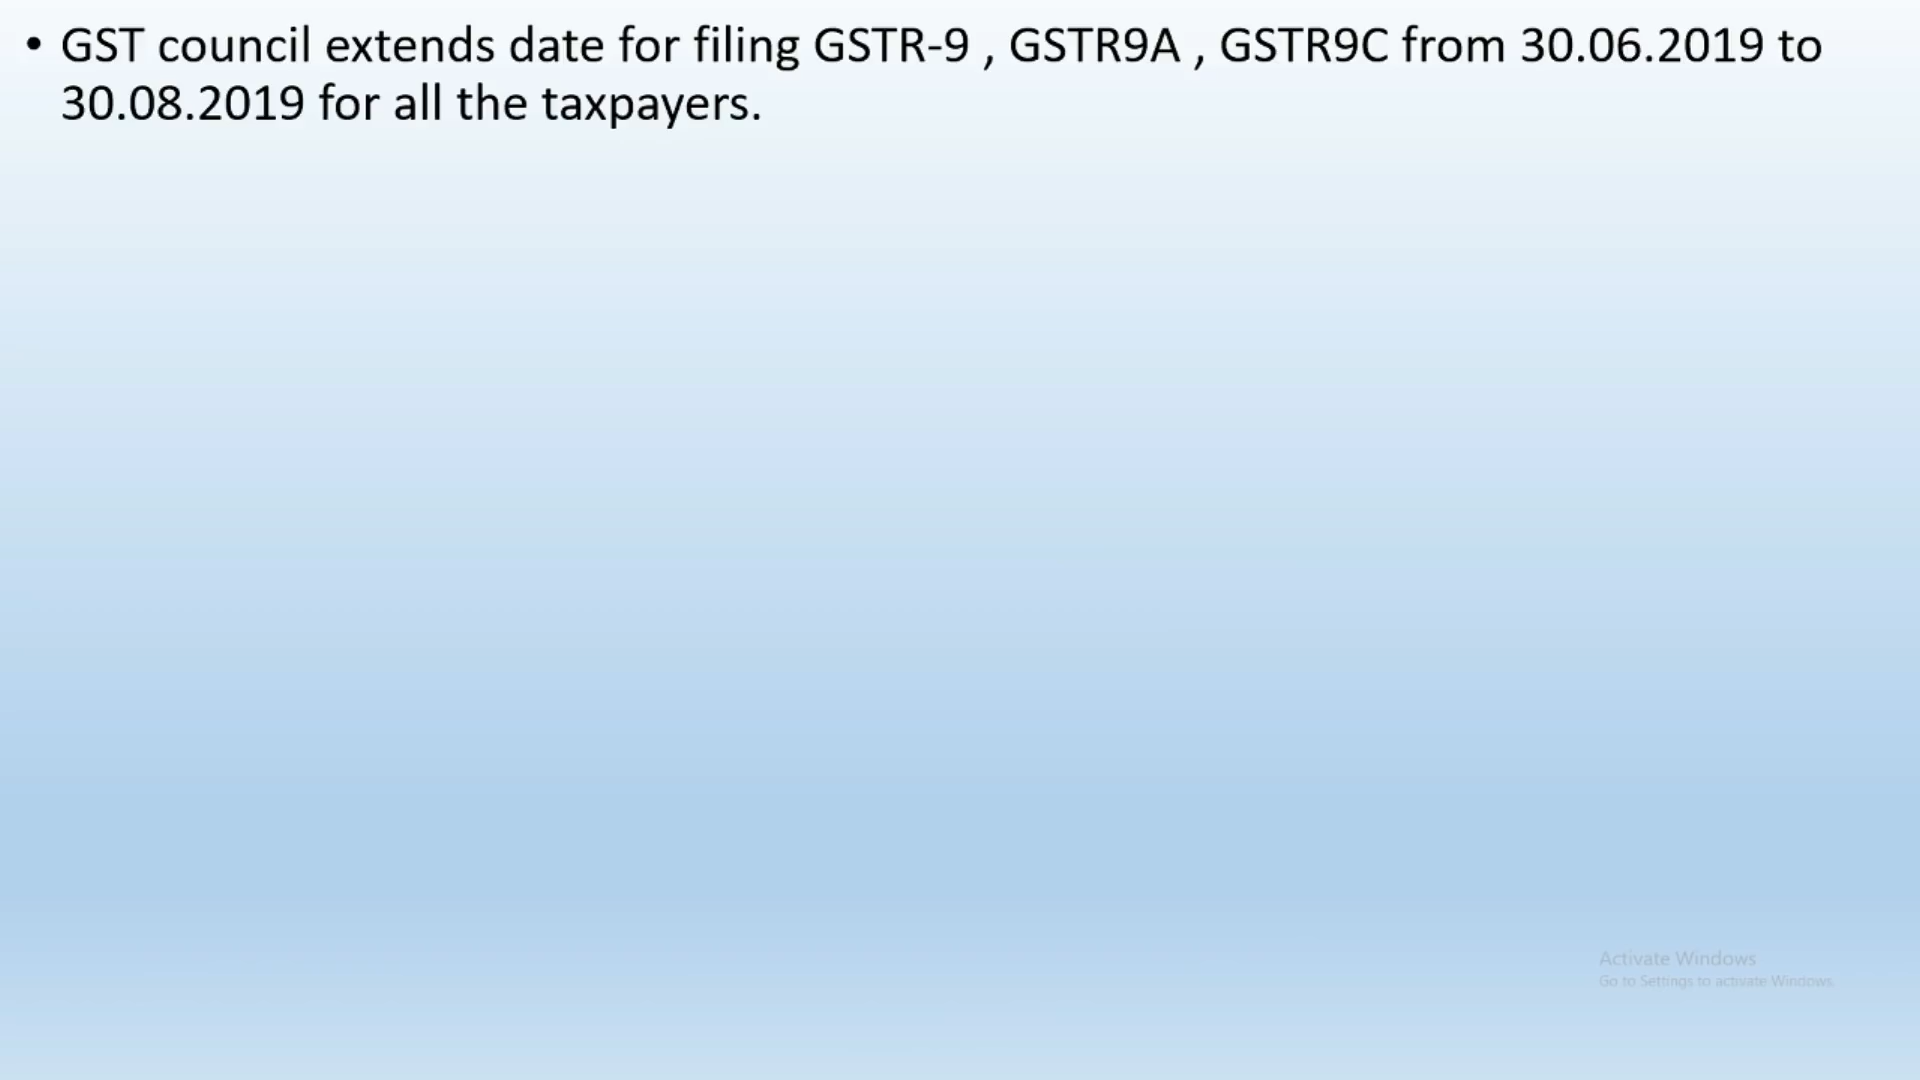 • GST council extends date for filing GSTR-9 , GSTR9A , GSTR9C from 30.06.2019 to
30.08.2019 for all the taxpayers.
Activate Windows
Go to Settings to activate Windows.